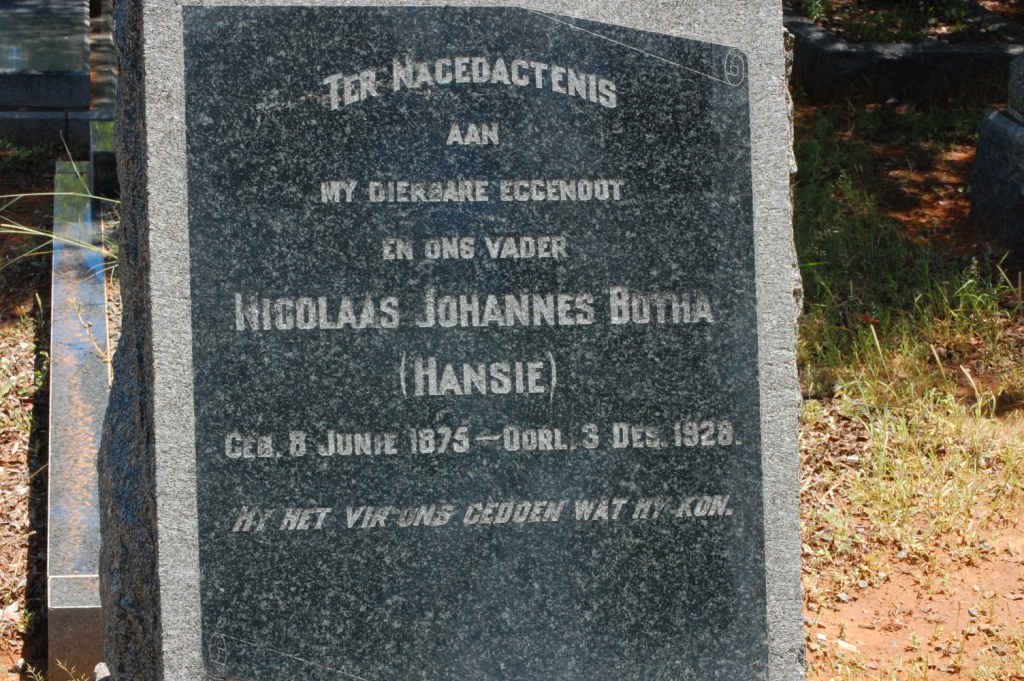 TER NAGEDAGTENIS
AAN
MY DIERBARE EGGENOOT
EN ONS VADER
NICOLAAS JOHANNES BOTHA
(HANSIE)
GEB. 8 JUNIE 1875 — OORL. 3 DES. 1928.
HY HET VIR ONS GEDOEN WAT HY KON.